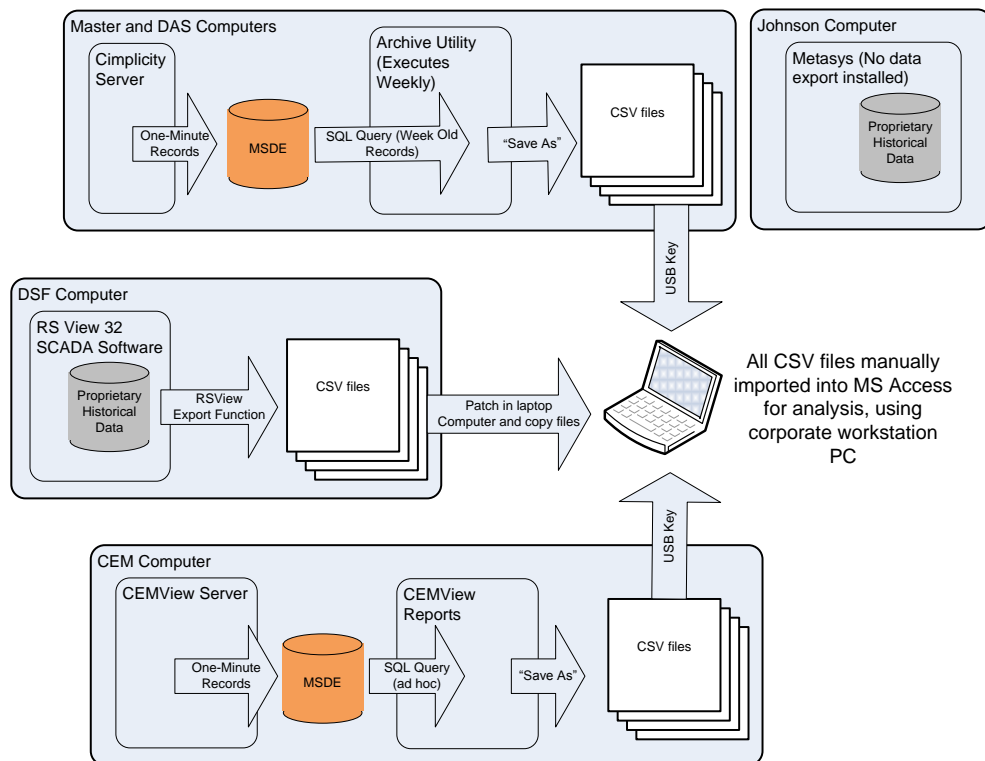 Master and DAS Computers
Cimplicity
Server
One-Minute
Records
MSDE
Archive Utility
(Executes
Weekly)
SQL Query (Week Old
Records)
“Save As”
CSV files
USB Key
Johnson Computer
Metasys (No data
export installed)
Proprietary
Historical
Data
DSF Computer
RS View 32
SCADA Software
Proprietary
Historical
Data
RSView
Export Function
CSV files
Patch in laptop
Computer and copy files
All CSV files manually
imported into MS Access
for analysis, using
corporate workstation
PC
USB Key
CEM Computer
CEMView Server
One-Minute
Records
MSDE
CEMView
Reports
SQL Query
(ad hoc)
“Save As”
CSV files